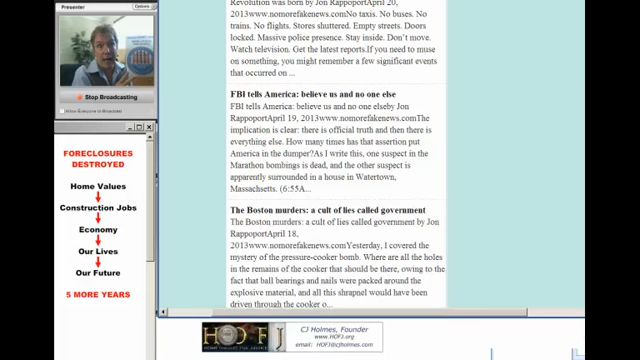 Presenter
Options
Stop Broadcasting
Allow Everyone to Broadcast
FORECLOSURES
DESTROYED
Home Values
Construction Jobs
Economy
Our Lives
Our Future
5 MORE YEARS
Revolution was born by Jon RappoportApril 20,
2013www.nomorefakenews.comNo taxis. No buses. No
trains. No flights. Stores shuttered. Empty streets. Doors
locked. Massive police presence. Stay inside. Don't move.
Watch television. Get the latest reports.If you need to muse
on something, you might remember a few significant events
that occurred on ...
FBI tells America: believe us and no one else
FBI tells America: believe us and no one elseby Jon
RappoportApril 19, 2013www.nomorefakenews.comThe
implication is clear: there is official truth and then there is
everything else. How many times has that assertion put
America in the dumper?As I write this, one suspect in the
Marathon bombings is dead, and the other suspect is
apparently surrounded in a house in Watertown,
Massachetts. (6:55A...
The Boston murders: a cult of lies called government
The Boston murders: a cult of lies called government by Jon
RappoportApril 18,
2013www.nomorefakenews.comYesterday, I covered the
mystery of the pressure-cooker bomb. Where are all the holes
in the remains of the cooker that should be there, owing to the
fact that ball bearings and nails were packed around the
explosive material, and all this shrapnel would have been
driven through the cooker o...
HOFJ
CJ Holmes, Founder
www.HOFJ.org
email: HOFJ@cjholmes.com